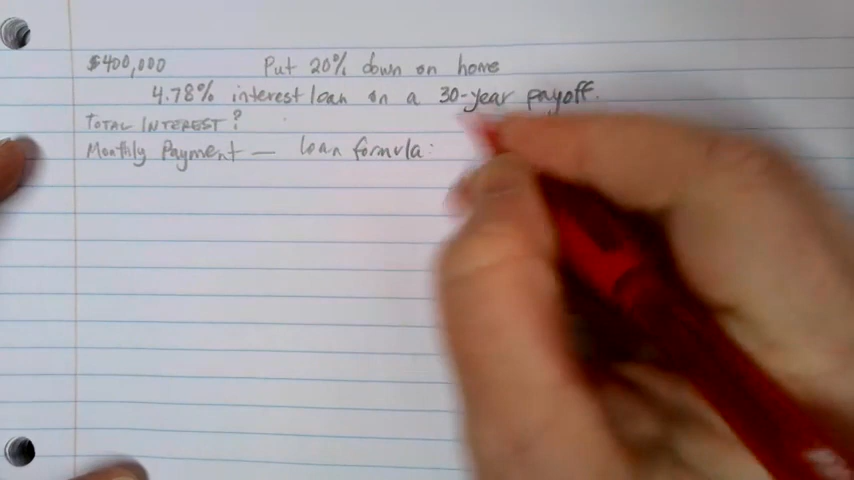 $400,000 Put 20% down on home
4.78% interest loan on a 30-year payoff.
TOTAL INTEREST?
Monthly Payment — loan formula: